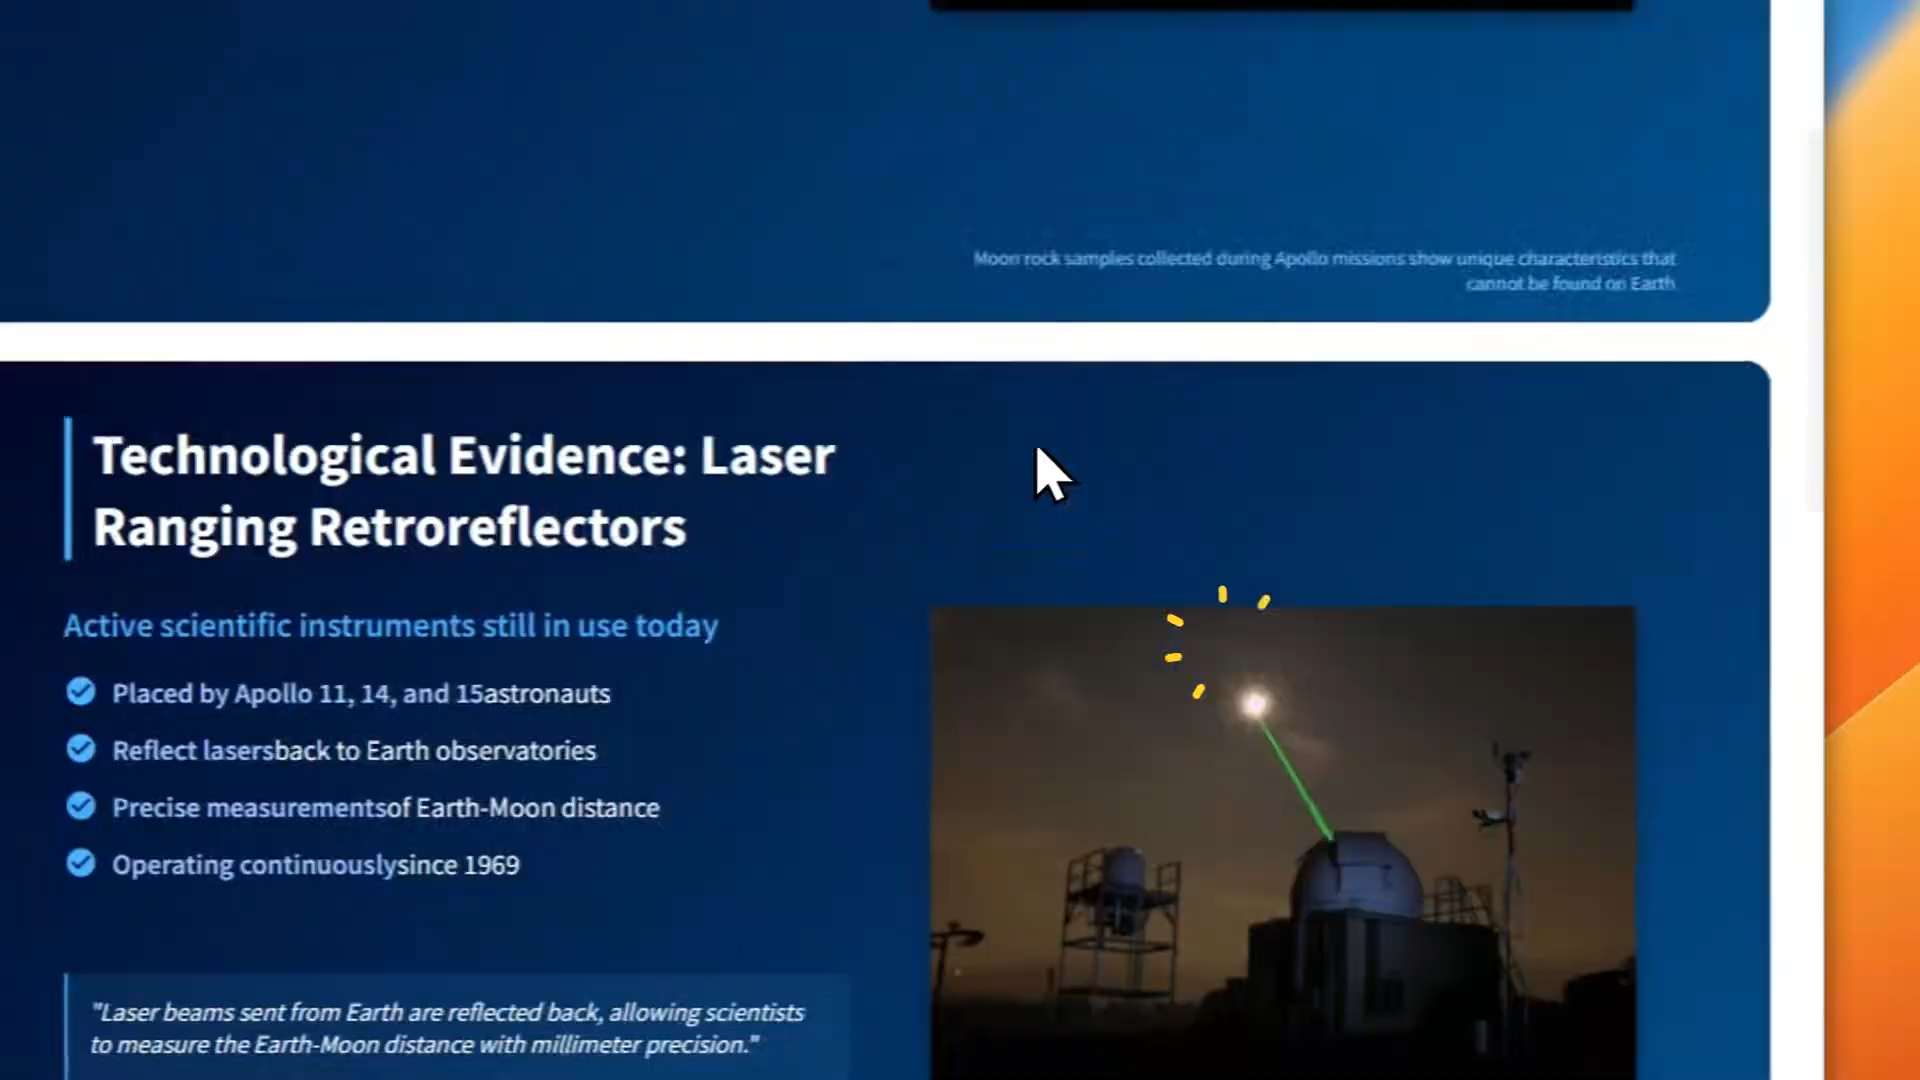 Moon rock samples collected during Apollo missions show unique characteristics that
cannot be found on Earth
Technological Evidence: Laser
Ranging Retroreflectors
Active scientific instruments still in use today
Placed by Apollo 11, 14, and 15astronauts
Reflect lasersback to Earth observatories
Precise measurementsof Earth-Moon distance
Operating continuouslysince 1969
"Laser beams sent from Earth are reflected back, allowing scientists
to measure the Earth-Moon distance with millimeter precision."